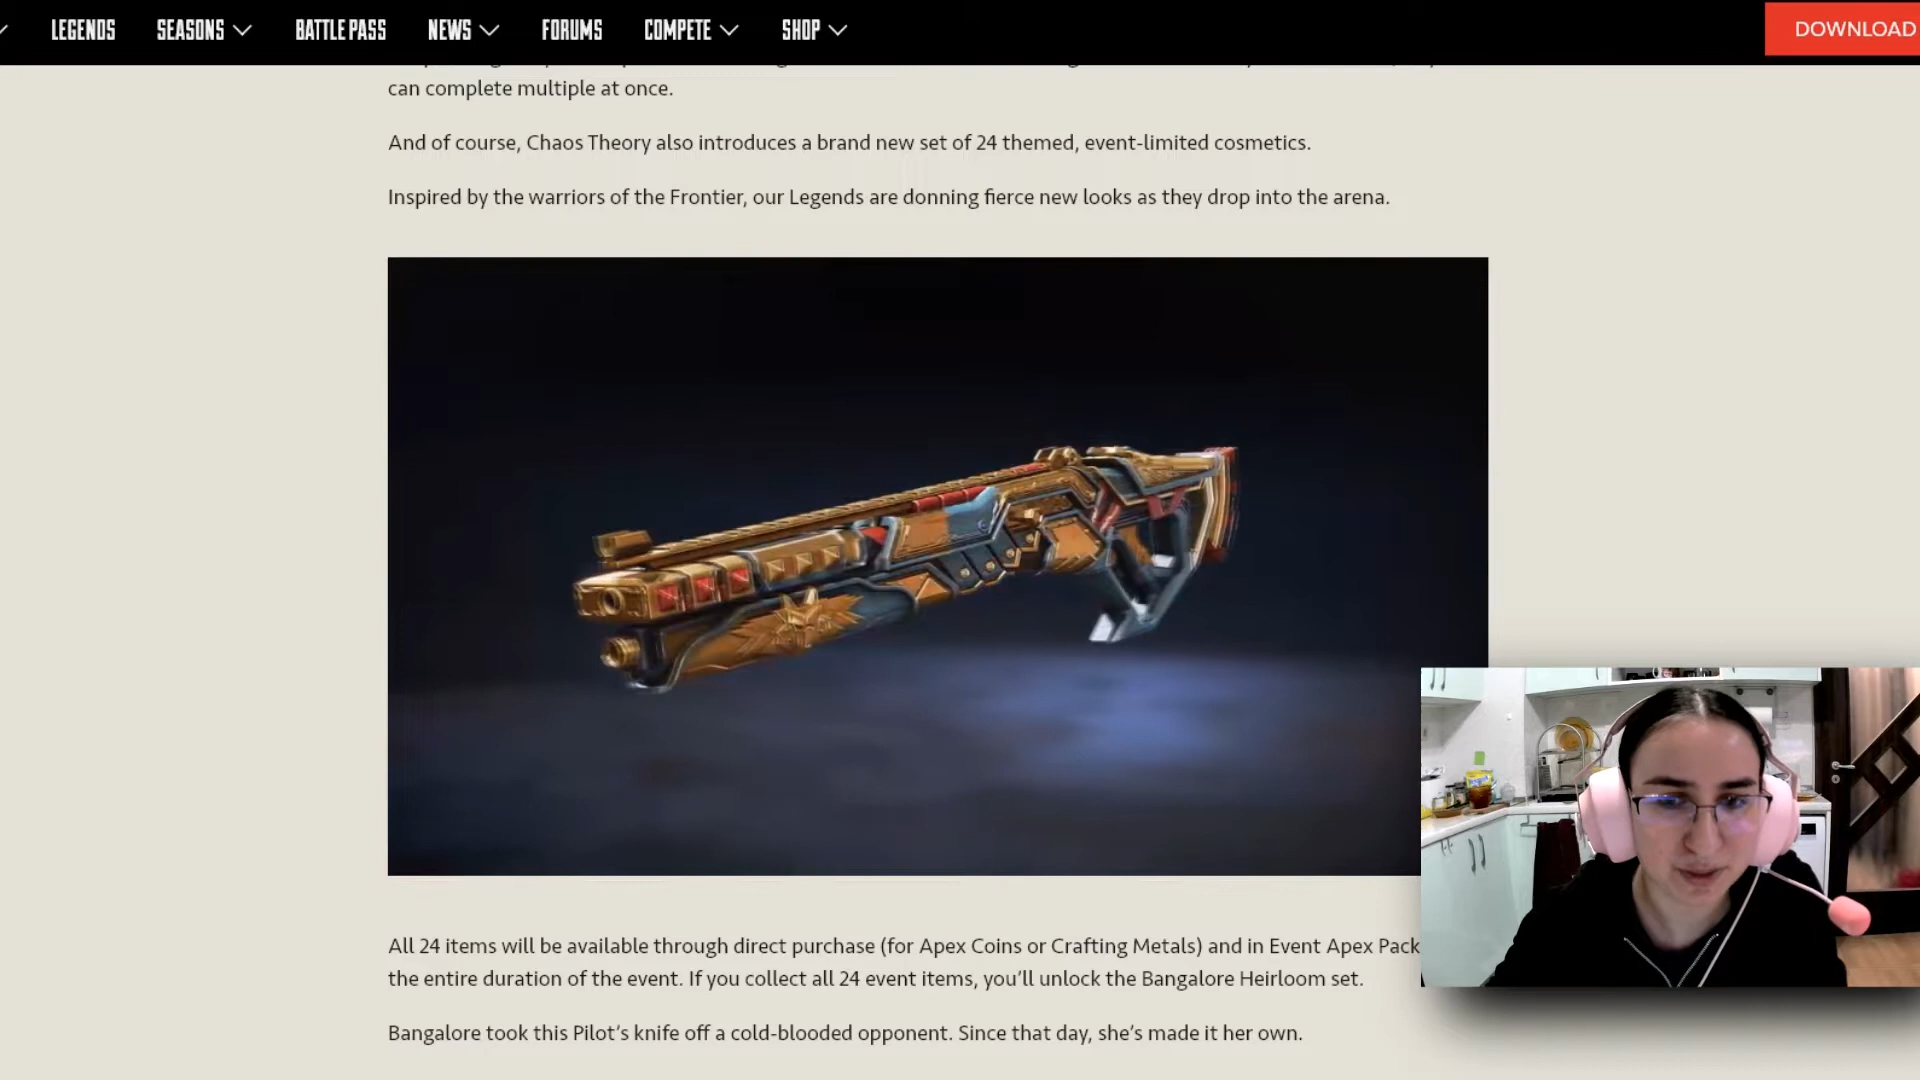 LEGENDS SEASONS BATTLE PASS NEWS FORUMS COMPETE SHOP DOWNLOAD
can complete multiple at once.
And of course, Chaos Theory also introduces a brand new set of 24 themed, event-limited cosmetics.
Inspired by the warriors of the Frontier, our Legends are donning fierce new looks as they drop into the arena.
All 24 items will be available through direct purchase (for Apex Coins or Crafting Metals) and in Event Apex Pack
the entire duration of the event. If you collect all 24 event items, you’ll unlock the Bangalore Heirloom set.
Bangalore took this Pilot’s knife off a cold-blooded opponent. Since that day, she’s made it her own.